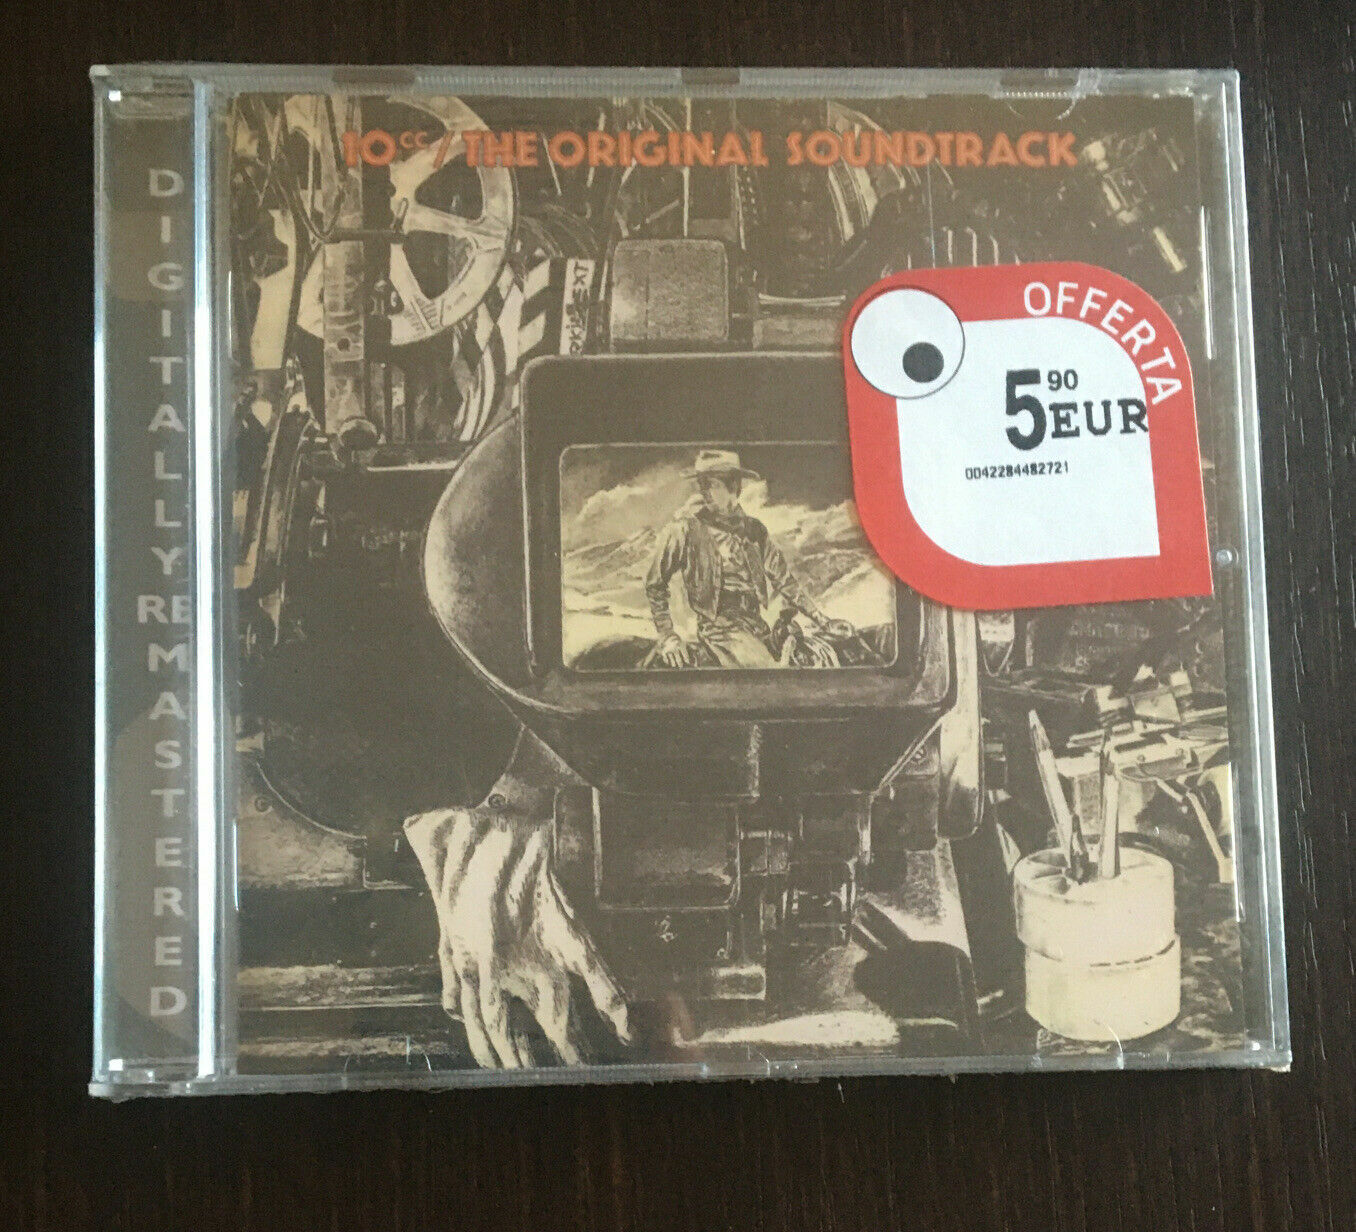 10cc / THE ORIGINAL SOUNDTRACK
OFFERTA
5 90 EUR
0042284482721
DIGITALLY REMASTERED